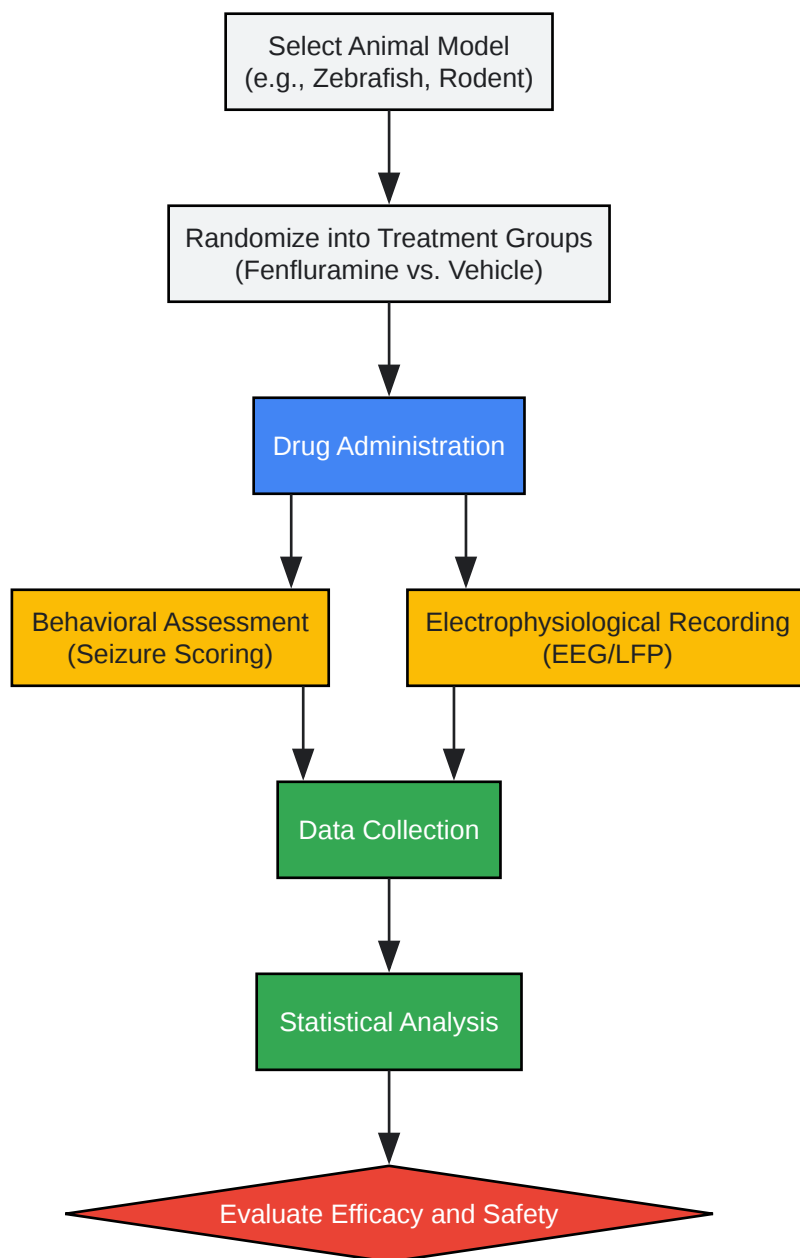 Select Animal Model
(e.g., Zebrafish, Rodent)
Randomize into Treatment Groups
(Fenfluramine vs. Vehicle)
Drug Administration
Behavioral Assessment
(Seizure Scoring)
Electrophysiological Recording
(EEG/LFP)
Data Collection
Statistical Analysis
Evaluate Efficacy and Safety